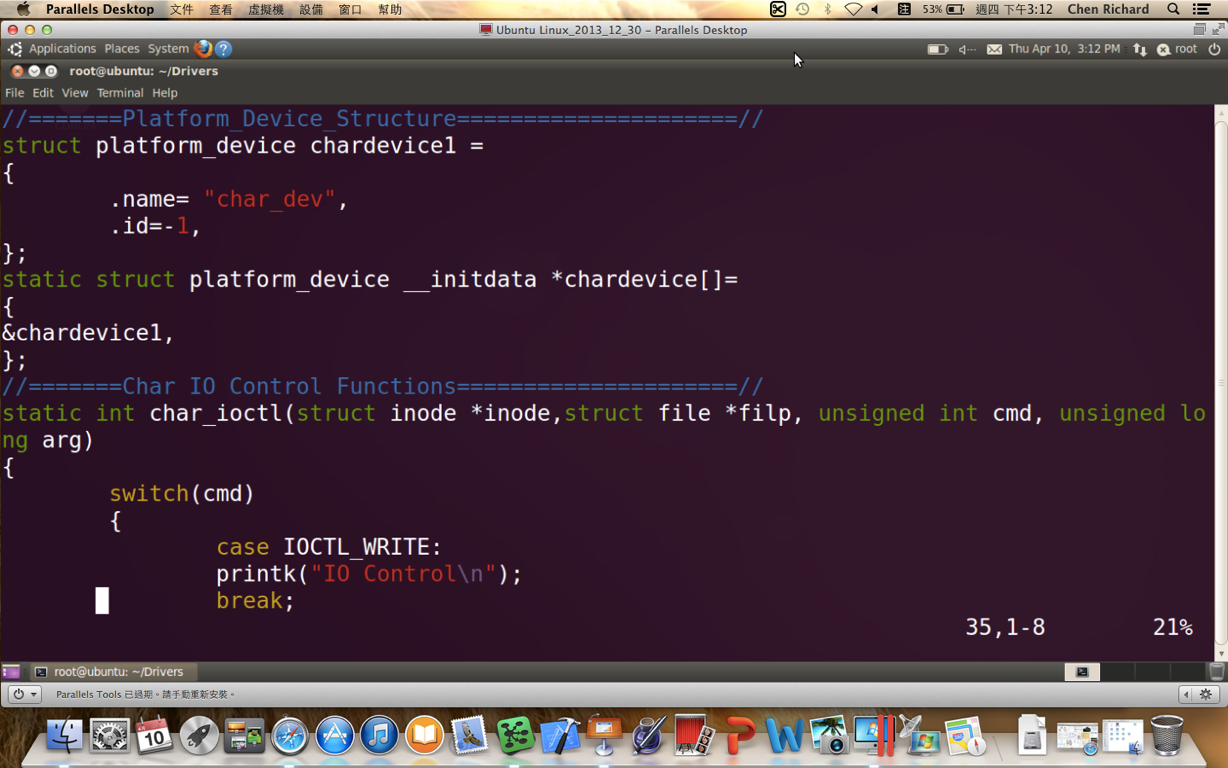 Parallels Desktop 文件 查看 虛擬機 設備 窗口 幫助 53% 週四 下午3:12 Chen Richard
Ubuntu Linux_2013_12_30 – Parallels Desktop
Applications Places System Thu Apr 10, 3:12 PM root
root@ubuntu: ~/Drivers
File Edit View Terminal Help
//=======Platform_Device_Structure=====================//
struct platform_device chardevice1 =
{
.name= "char_dev",
.id=-1,
};
static struct platform_device __initdata *chardevice[]=
{
&chardevice1,
};
//=======Char IO Control Functions=====================//
static int char_ioctl(struct inode *inode,struct file *filp, unsigned int cmd, unsigned lo
ng arg)
{
switch(cmd)
{
case IOCTL_WRITE:
printk("IO Control\n");
break;
35,1-8 21%
root@ubuntu: ~/Drivers
Parallels Tools 已過期。請手動重新安裝。
10